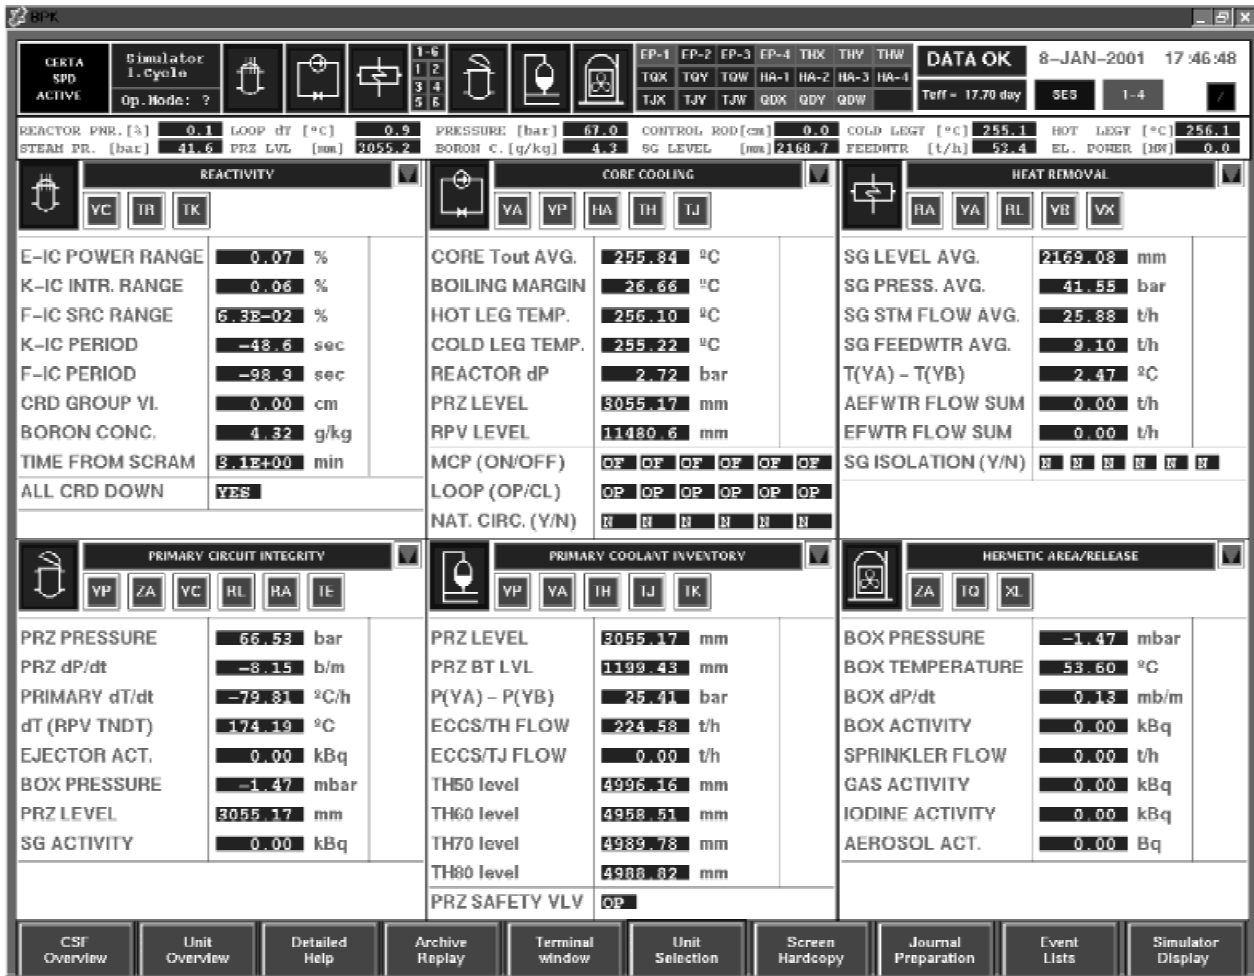 BPK
CERTA SPD ACTIVE
Simulator 1.Cycle
Op.Mode: ?
1-6
1 2
3 4
5 6
EP-1 EP-2 EP-3 EP-4 THX THY THW
TQX TQY TQW HA-1 HA-2 HA-3 HA-4
TJX TJY TJW QDX QDY QDW
DATA OK 8-JAN-2001 17:46:48
Teff = 17.70 day SES 1-4 /
REACTOR PWR.[%] 0.1 LOOP dT [ºC] 0.9 PRESSURE [bar] 67.0 CONTROL ROD[cm] 0.0 COLD LEGT [ºC] 255.1 HOT LEGT [ºC] 256.1
STEAM PR. [bar] 41.6 PRZ LVL [mm] 3055.2 BORON C.[g/kg] 4.3 SG LEVEL [mm] 2168.7 FEEDWTR [t/h] 53.4 EL. POWER [MW] 0.0
REACTIVITY
YC TR TK
E-IC POWER RANGE 0.07 %
K-IC INTR. RANGE 0.06 %
F-IC SRC RANGE 6.3E-02 %
K-IC PERIOD -48.6 sec
F-IC PERIOD -98.9 sec
CRD GROUP VI. 0.00 cm
BORON CONC. 4.32 g/kg
TIME FROM SCRAM 3.1E+00 min
ALL CRD DOWN YES
CORE COOLING
YA YP HA TH TJ
CORE Tout AVG. 255.84 ºC
BOILING MARGIN 26.66 ºC
HOT LEG TEMP. 256.10 ºC
COLD LEG TEMP. 255.22 ºC
REACTOR dP 2.72 bar
PRZ LEVEL 3055.17 mm
RPV LEVEL 11480.6 mm
MCP (ON/OFF) OF OF OF OF OF OF
LOOP (OP/CL) OP OP OP OP OP OP
NAT. CIRC. (Y/N) N N N N N N
HEAT REMOVAL
RA YA RL YB VX
SG LEVEL AVG. 2169.08 mm
SG PRESS. AVG. 41.55 bar
SG STM FLOW AVG. 25.88 t/h
SG FEEDWTR AVG. 9.10 t/h
T(YA) - T(YB) 2.47 ºC
AEFWTR FLOW SUM 0.00 t/h
EFWTR FLOW SUM 0.00 t/h
SG ISOLATION (Y/N) N N N N N N
PRIMARY CIRCUIT INTEGRITY
YP ZA YC RL RA TE
PRZ PRESSURE 66.53 bar
PRZ dP/dt -8.15 b/m
PRIMARY dT/dt -79.81 ºC/h
dT (RPV TNDT) 174.19 ºC
EJECTOR ACT. 0.00 kBq
BOX PRESSURE -1.47 mbar
PRZ LEVEL 3055.17 mm
SG ACTIVITY 0.00 kBq
PRIMARY COOLANT INVENTORY
YP YA TH TJ TK
PRZ LEVEL 3055.17 mm
PRZ BT LVL 1199.43 mm
P(YA) - P(YB) 25.41 bar
ECCS/TH FLOW 224.58 t/h
ECCS/TJ FLOW 0.00 t/h
TH50 level 4996.16 mm
TH60 level 4958.51 mm
TH70 level 4989.78 mm
TH80 level 4988.82 mm
PRZ SAFETY VLV OP
HERMETIC AREA/RELEASE
ZA TQ XL
BOX PRESSURE -1.47 mbar
BOX TEMPERATURE 53.60 ºC
BOX dP/dt 0.13 mb/m
BOX ACTIVITY 0.00 kBq
SPRINKLER FLOW 0.00 t/h
GAS ACTIVITY 0.00 kBq
IODINE ACTIVITY 0.00 kBq
AEROSOL ACT. 0.00 Bq
CSF Overview
Unit Overview
Detailed Help
Archive Replay
Terminal window
Unit Selection
Screen Hardcopy
Journal Preparation
Event Lists
Simulator Display